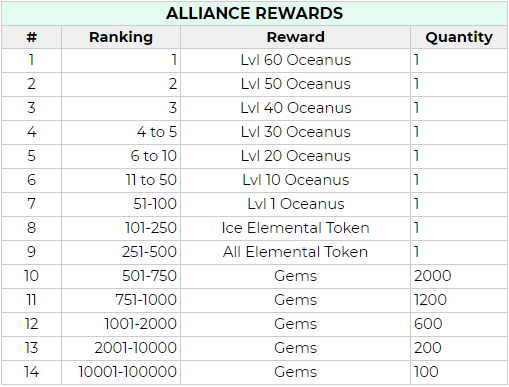 ALLIANCE REWARDS
# Ranking Reward Quantity
1 1 Lvl 60 Oceanus 1
2 2 Lvl 50 Oceanus 1
3 3 Lvl 40 Oceanus 1
4 4 to 5 Lvl 30 Oceanus 1
5 6 to 10 Lvl 20 Oceanus 1
6 11 to 50 Lvl 10 Oceanus 1
7 51-100 Lvl 1 Oceanus 1
8 101-250 Ice Elemental Token 1
9 251-500 All Elemental Token 1
10 501-750 Gems 2000
11 751-1000 Gems 1200
12 1001-2000 Gems 600
13 2001-10000 Gems 200
14 10001-100000 Gems 100